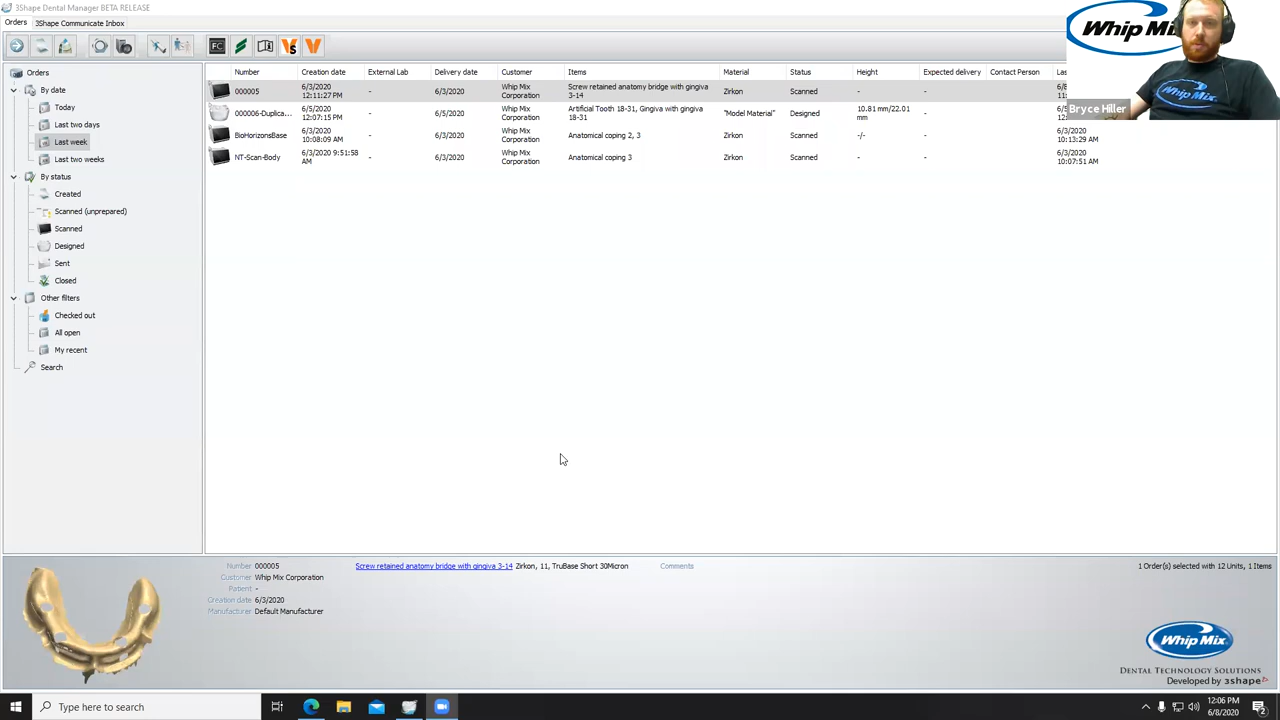 3Shape Dental Manager BETA RELEASE
Orders 3Shape Communicate Inbox
FC
Whip Mix
Bryce Hiller
Orders
By date
Today
Last two days
Last week
Last two weeks
By status
Created
Scanned (unprepared)
Scanned
Designed
Sent
Closed
Other filters
Checked out
All open
My recent
Search
Number Creation date External Lab Delivery date Customer Items Material Status Height Expected delivery Contact Person
000005 6/3/2020 12:11:27 PM - 6/3/2020 Whip Mix Corporation Screw retained anatomy bridge with gingiva 3-14 Zirkon Scanned - - -
000006-Duplica... 6/5/2020 12:07:15 PM - 6/5/2020 Whip Mix Corporation Artificial Tooth 18-31, Gingiva with gingiva 18-31 "Model Material" Designed 10.81 mm/22.01 mm - -
BioHorizonsBase 6/3/2020 10:08:09 AM - 6/3/2020 Whip Mix Corporation Anatomical coping 2, 3 Zirkon Scanned -/- - - 6/3/2020 10:13:29 AM
NT-Scan-Body 6/3/2020 9:51:58 AM - 6/3/2020 Whip Mix Corporation Anatomical coping 3 Zirkon Scanned - - - 6/3/2020 10:07:51 AM
Number 000005
Customer Whip Mix Corporation
Patient -
Creation date 6/3/2020
Manufacturer Default Manufacturer
Screw retained anatomy bridge with gingiva 3-14 Zirkon, 11, TruBase Short 30Micron
Comments
1 Order(s) selected with 12 Units, 1 Items
Whip Mix
DENTAL TECHNOLOGY SOLUTIONS
Developed by 3shape
Type here to search
12:06 PM
6/8/2020
2